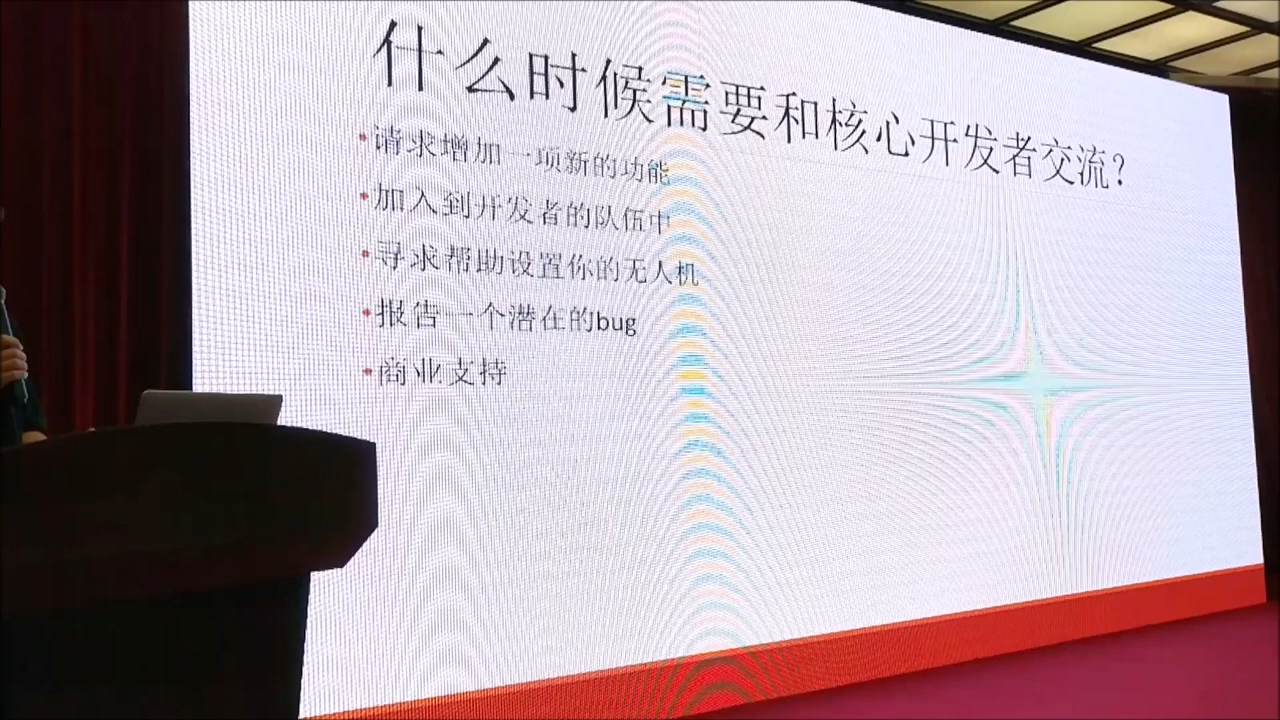 什么时候需要和核心开发者交流?
•请求增加一项新的功能
•加入到开发者的队伍中
•寻求帮助设置你的无人机
•报告一个潜在的bug
•商业支持